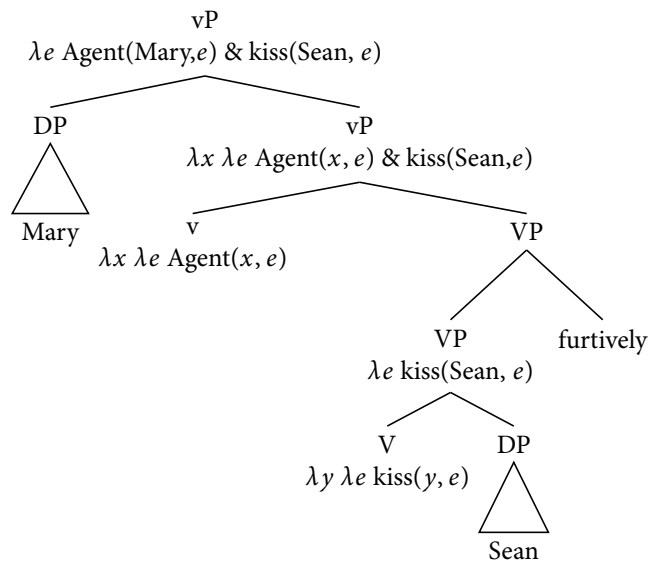 vP
λe Agent(Mary,e) & kiss(Sean, e)
DP
vP
λx λe Agent(x, e) & kiss(Sean,e)
Mary
v
VP
λx λe Agent(x, e)
VP
furtively
λe kiss(Sean, e)
V
DP
λy λe kiss(y, e)
Sean